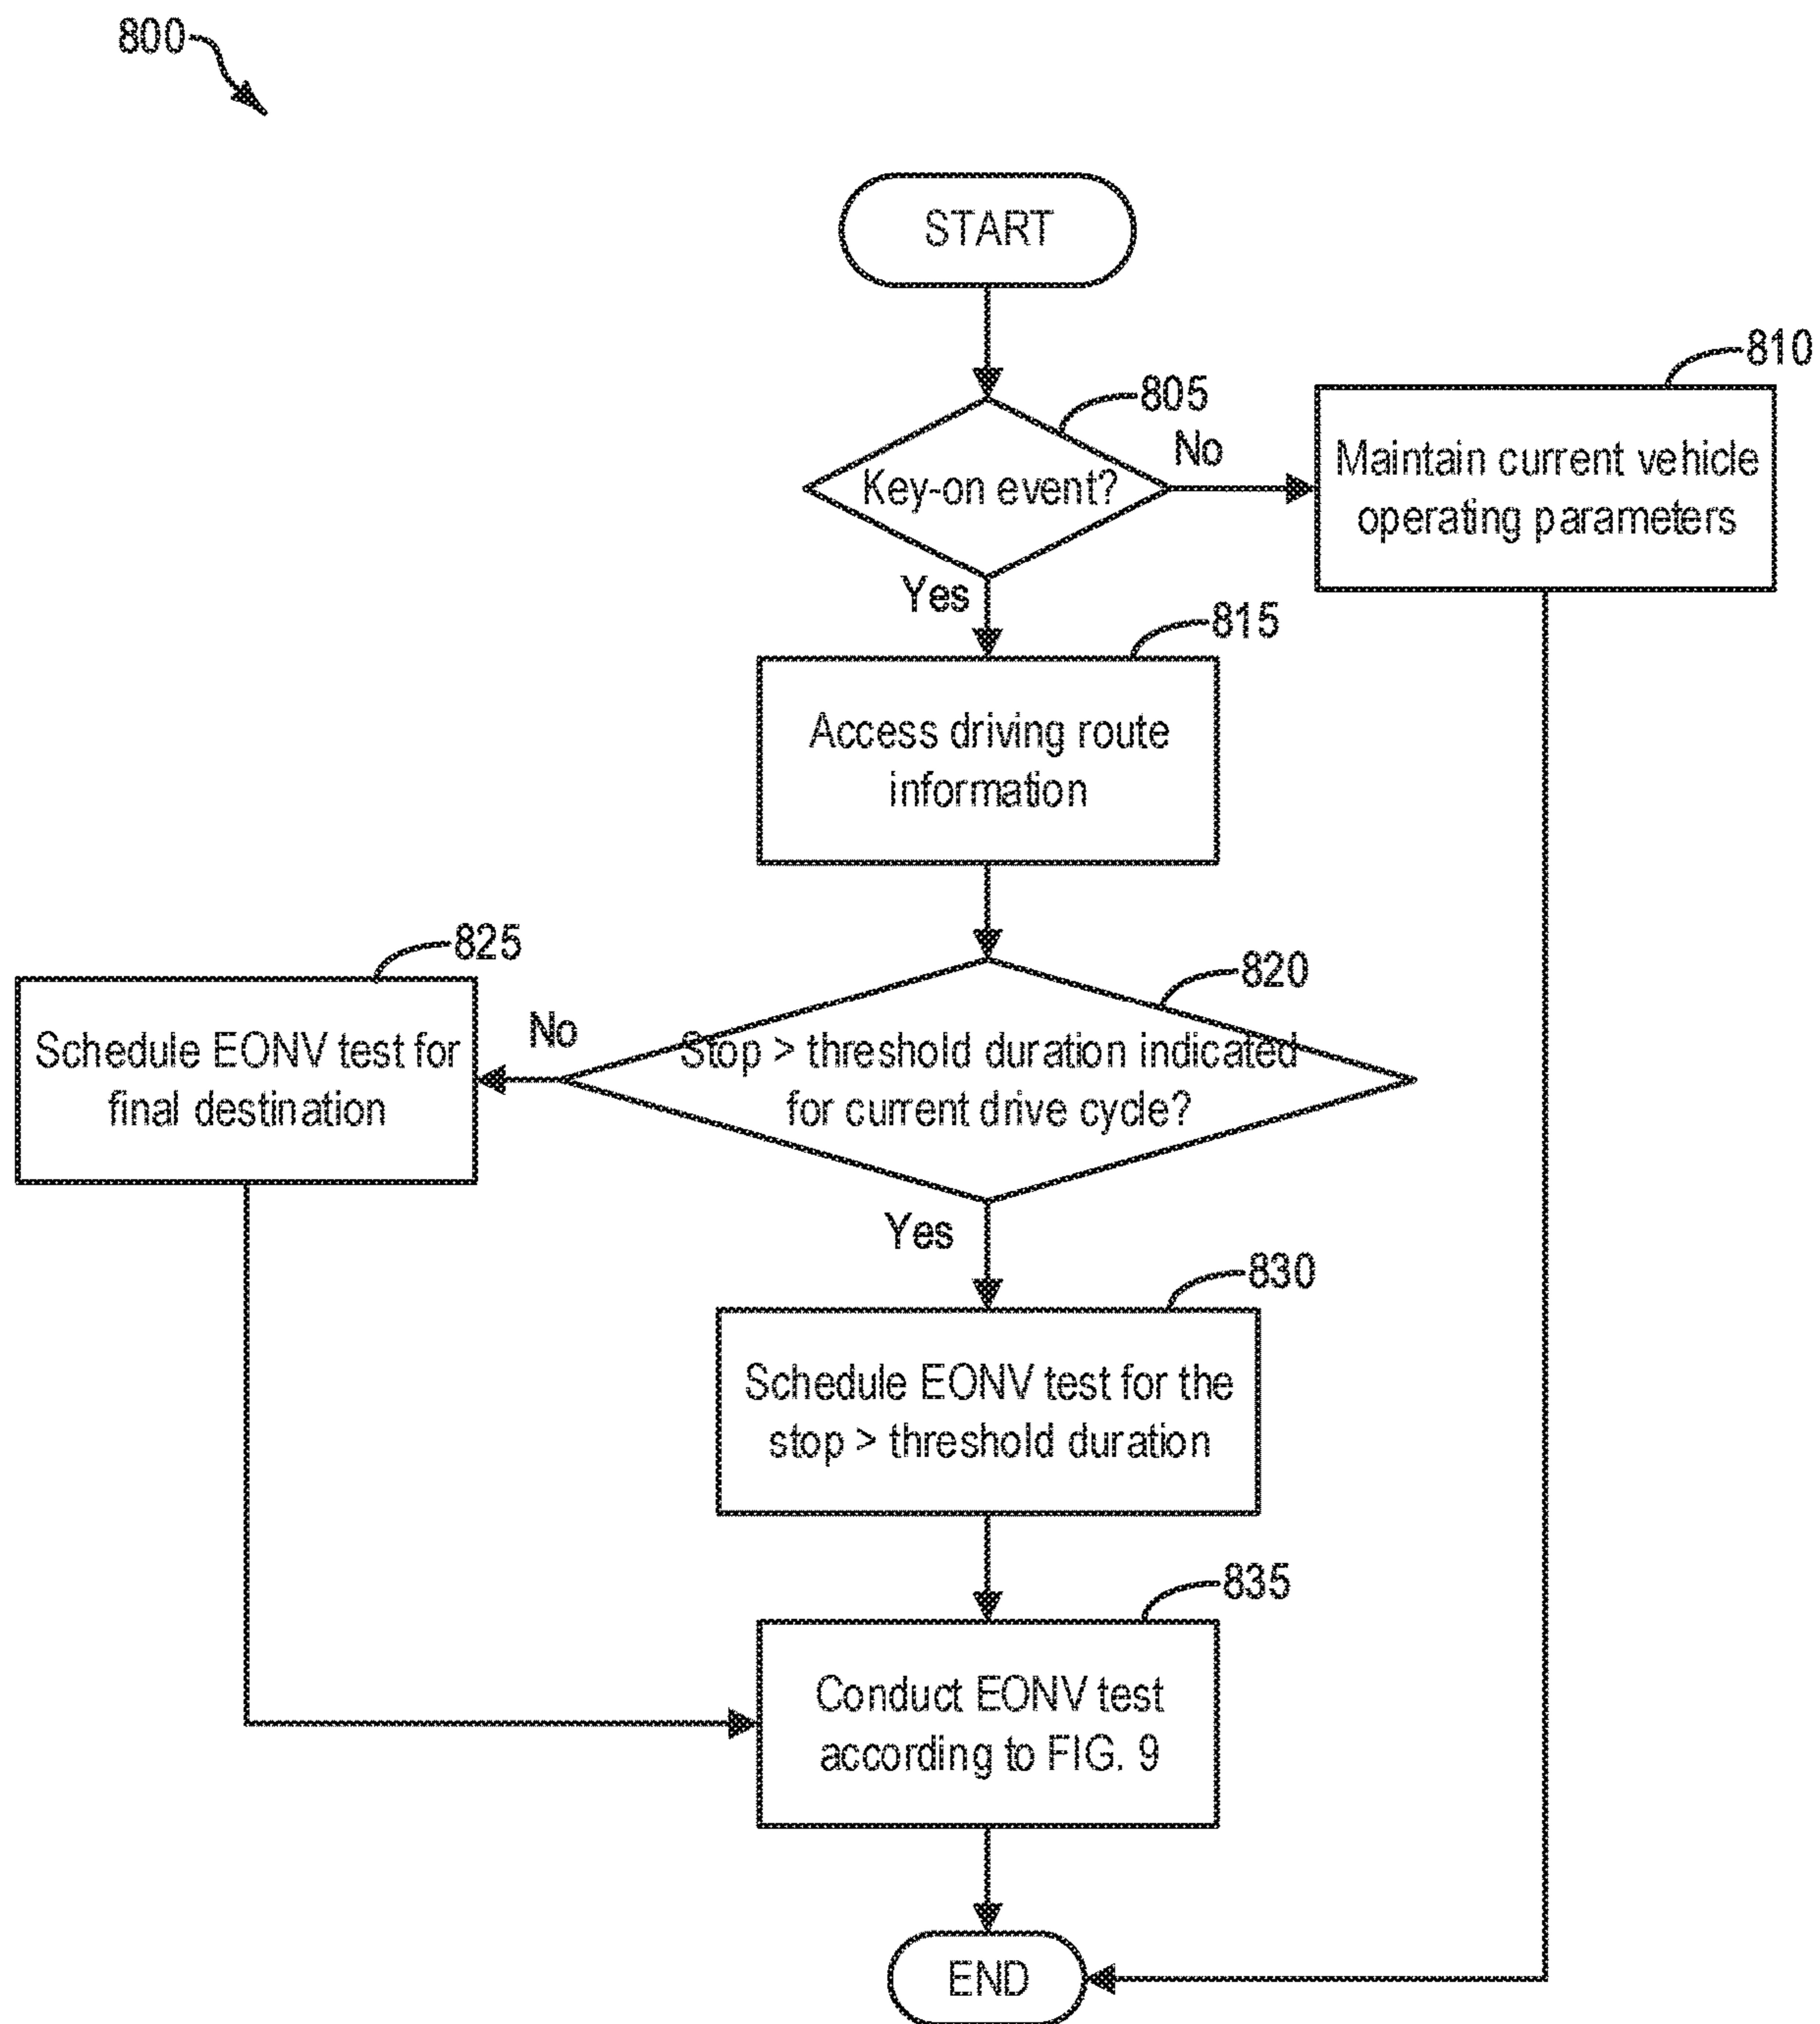 800
START
805
Key-on event?
No
810
Maintain current vehicle
operating parameters
Yes
815
Access driving route
information
820
Stop > threshold duration indicated
for current drive cycle?
No
825
Schedule EONV test for
final destination
Yes
830
Schedule EONV test for the
stop > threshold duration
835
Conduct EONV test
according to FIG. 9
END